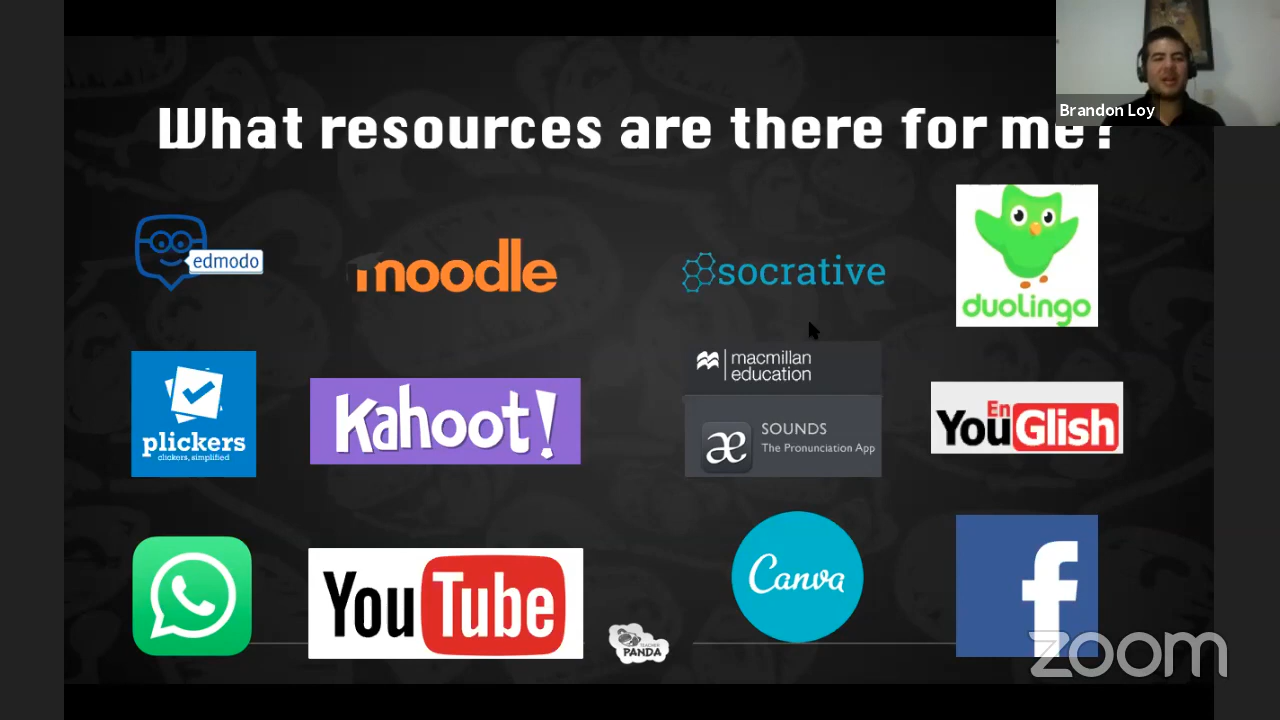 Brandon Loy
What resources are there for me?
edmodo
moodle
socrative
duolingo
macmillan
education
plickers
clickers, simplified
Kahoot!
æ
SOUNDS
The Pronunciation App
En
YouGlish
YouTube
Canva
f
TEACHER
PANDA
zoom